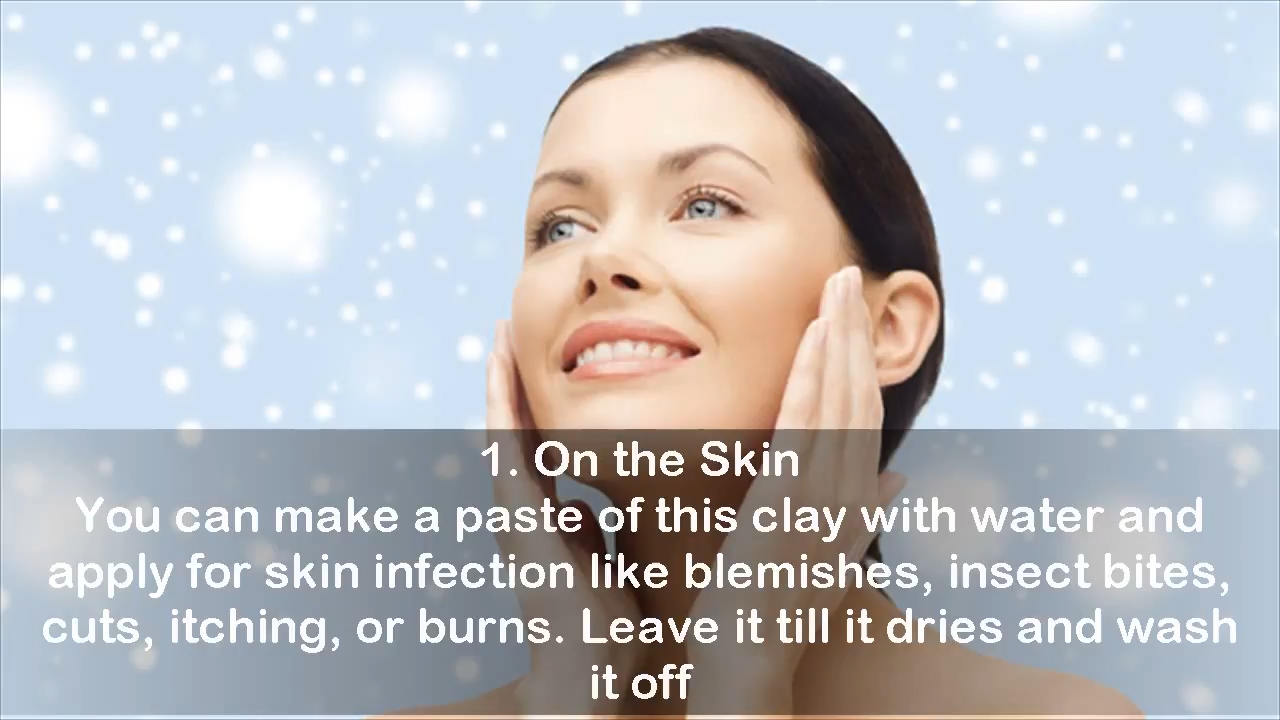 1. On the Skin
You can make a paste of this clay with water and
apply for skin infection like blemishes, insect bites,
cuts, itching, or burns. Leave it till it dries and wash
it off